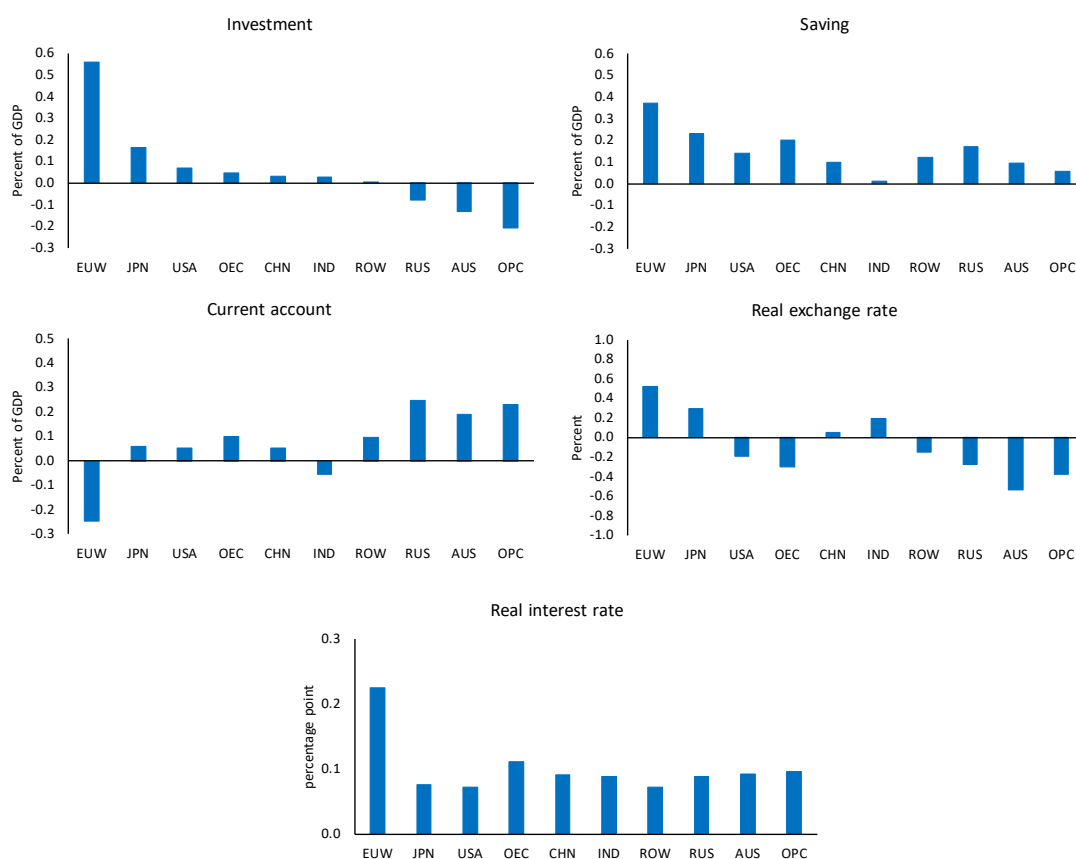 Investment
Percent of GDP
0.6
0.5
0.4
0.3
0.2
0.1
0.0
-0.1
-0.2
-0.3
EUW JPN USA OEC CHN IND ROW RUS AUS OPC
Saving
Percent of GDP
0.6
0.5
0.4
0.3
0.2
0.1
0.0
-0.1
-0.2
-0.3
EUW JPN USA OEC CHN IND ROW RUS AUS OPC
Current account
Percent of GDP
0.5
0.4
0.3
0.2
0.1
0.0
-0.1
-0.2
-0.3
EUW JPN USA OEC CHN IND ROW RUS AUS OPC
Real exchange rate
Percent
1.0
0.8
0.6
0.4
0.2
0.0
-0.2
-0.4
-0.6
-0.8
-1.0
EUW JPN USA OEC CHN IND ROW RUS AUS OPC
Real interest rate
percentage point
0.3
0.2
0.1
0.0
EUW JPN USA OEC CHN IND ROW RUS AUS OPC